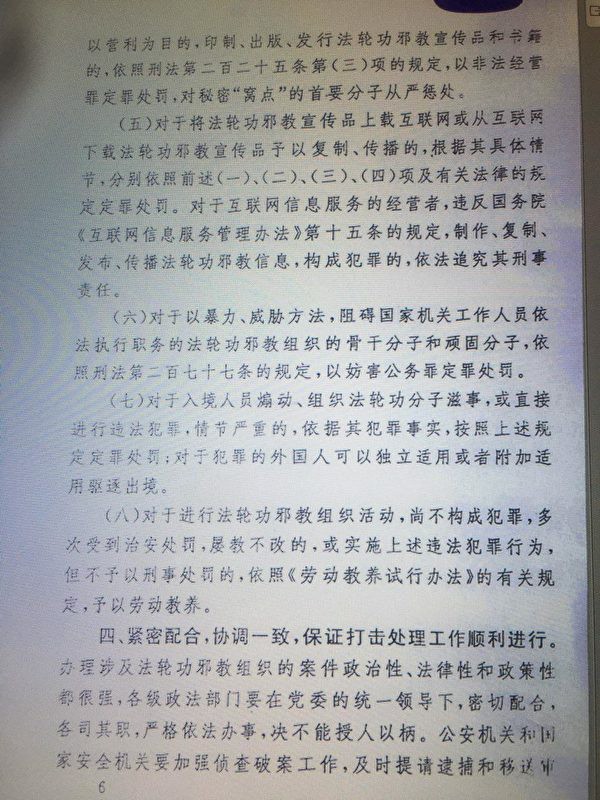 以营利为目的，印制、出版、发行法轮功邪教宣传品和书籍
的，依照刑法第二百二十五条第（三）项的规定，以非法经营
罪定罪处罚，对秘密“窝点”的首要分子从严惩处。
（五）对于将法轮功邪教宣传品上载互联网或从互联网
下载法轮功邪教宣传品予以复制、传播的，根据其具体情
节，分别依照前述（一）、（二）、（三）、（四）项及有关法律的规
定定罪处罚。对于互联网信息服务的经营者，违反国务院
《互联网信息服务管理办法》第十五条的规定，制作、复制、
发布、传播法轮功邪教信息，构成犯罪的，依法追究其刑事
责任。
（六）对于以暴力、威胁方法，阻碍国家机关工作人员依
法执行职务的法轮功邪教组织的骨干分子和顽固分子，依
照刑法第二百七十七条的规定，以妨害公务罪定罪处罚。
（七）对于入境人员煽动、组织法轮功分子滋事，或直接
进行违法犯罪，情节严重的，依据其犯罪事实，按照上述规
定定罪处罚；对于犯罪的外国人可以独立适用或者附加适
用驱逐出境。
（八）对于进行法轮功邪教组织活动，尚不构成犯罪，多
次受到治安处罚，屡教不改的，或实施上述违法犯罪行为，
但不予以刑事处罚的，依照《劳动教养试行办法》的有关规
定，予以劳动教养。
四、紧密配合，协调一致，保证打击处理工作顺利进行。
办理涉及法轮功邪教组织的案件政治性、法律性和政策性
都很强，各级政法部门要在党委的统一领导下，密切配合，
各司其职，严格依法办事，决不能授人以柄。公安机关和国
家安全机关要加强侦查破案工作，及时提请逮捕和移送审
6